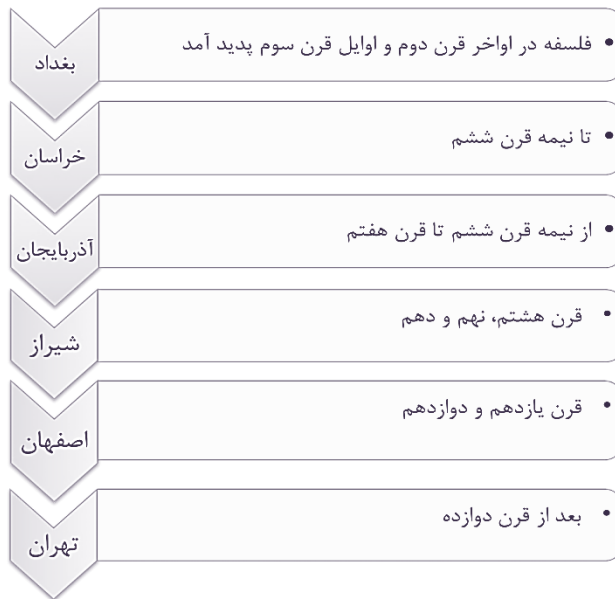 بغداد
• فلسفه در اواخر قرن دوم و اوایل قرن سوم پدید آمد
خراسان
• تا نیمه قرن ششم
آذربایجان
• از نیمه قرن ششم تا قرن هفتم
شیراز
• قرن هشتم، نهم و دهم
اصفهان
• قرن یازدهم و دوازدهم
تهران
• بعد از قرن دوازده